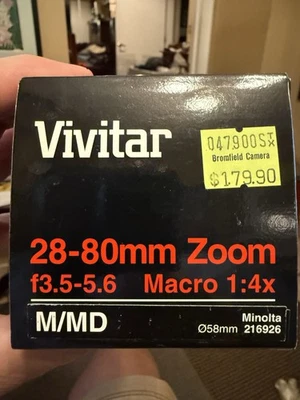 Vivitar
047900STX
Bromfield Camera
$179.90
28-80mm Zoom
f3.5-5.6 Macro 1:4x
M/MD
Minolta
Ø58mm 216926